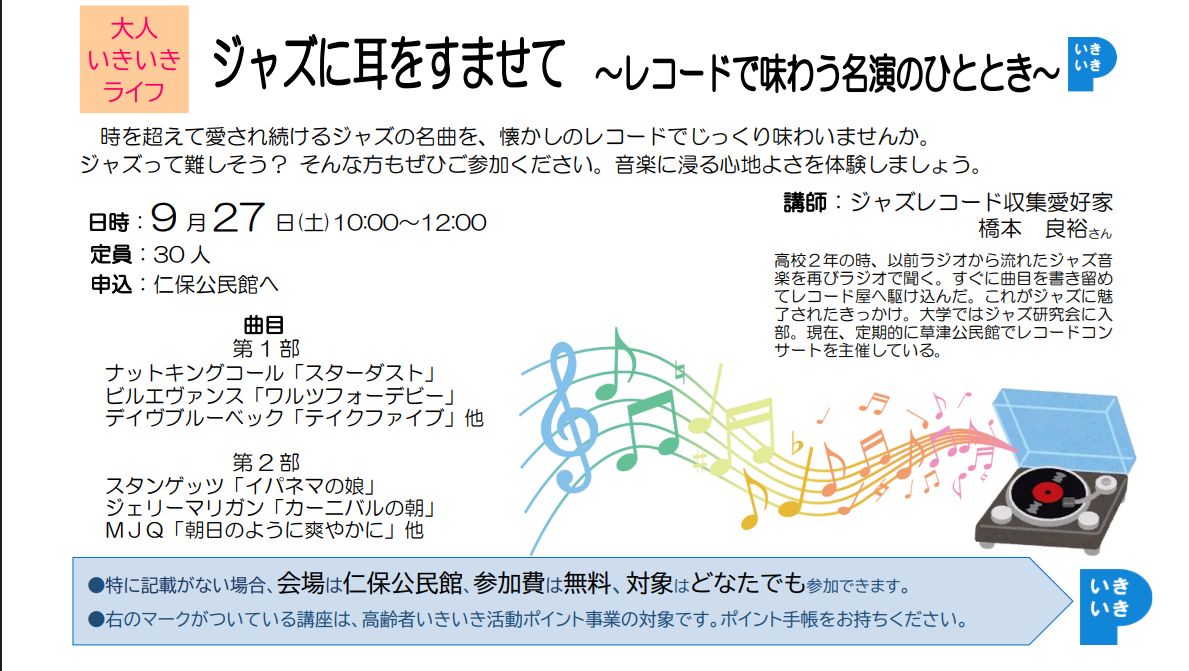 大人
いきいき
ライフ
ジャズに耳をすませて ～レコードで味わう名演のひととき～
いき
いき
時を超えて愛され続けるジャズの名曲を、懐かしのレコードでじっくり味わいませんか。
ジャズって難しそう？ そんな方もぜひご参加ください。音楽に浸る心地よさを体験しましょう。
日時：9月27日(土)10:00～12:00
定員：30人
申込：仁保公民館へ
講師：ジャズレコード収集愛好家
橋本 良裕さん
高校２年の時、以前ラジオから流れたジャズ音
楽を再びラジオで聞く。すぐに曲目を書き留め
てレコード屋へ駆け込んだ。これがジャズに魅
了されたきっかけ。大学ではジャズ研究会に入
部。現在、定期的に草津公民館でレコードコン
サートを主催している。
曲目
第１部
ナットキングコール「スターダスト」
ビルエヴァンス「ワルツフォーデビー」
デイヴブルーベック「テイクファイブ」他
第２部
スタンゲッツ「イパネマの娘」
ジェリーマリガン「カーニバルの朝」
ＭＪＱ「朝日のように爽やかに」他
●特に記載がない場合、会場は仁保公民館、参加費は無料、対象はどなたでも参加できます。
●右のマークがついている講座は、高齢者いきいき活動ポイント事業の対象です。ポイント手帳をお持ちください。
いき
いき